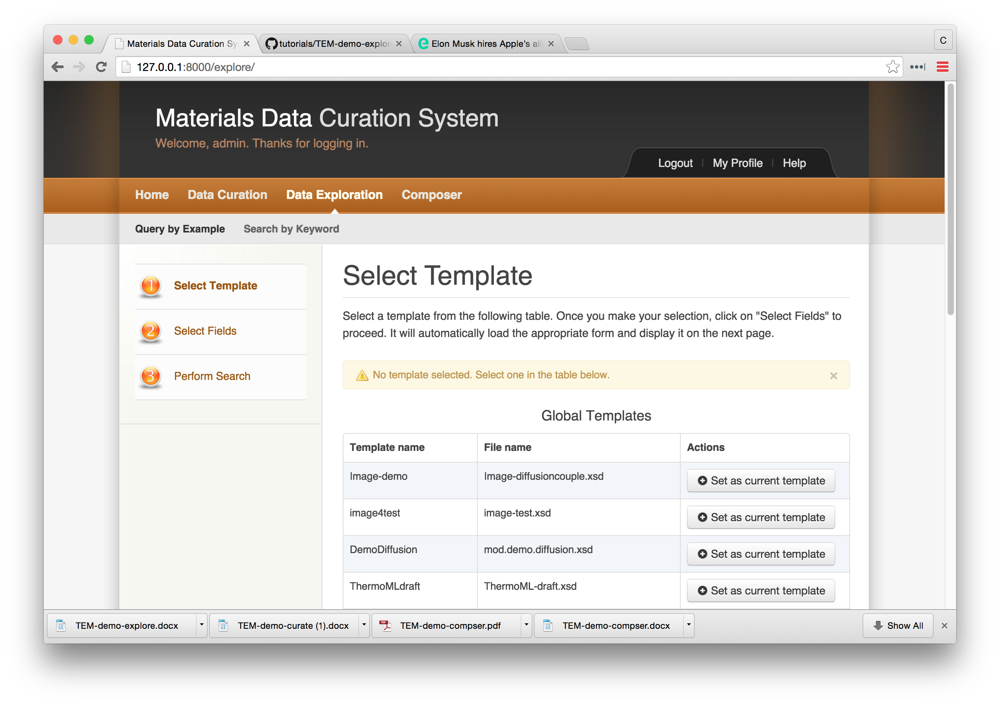 Materials Data Curation Sy
tutorials/TEM-demo-explor
Elon Musk hires Apple's all
C
127.0.0.1:8000/explore/
Materials Data Curation System
Welcome, admin. Thanks for logging in.
Logout | My Profile | Help
Home Data Curation Data Exploration Composer
Query by Example Search by Keyword
1 Select Template
2 Select Fields
3 Perform Search
Select Template
Select a template from the following table. Once you make your selection, click on "Select Fields" to
proceed. It will automatically load the appropriate form and display it on the next page.
No template selected. Select one in the table below.
Global Templates
Template name File name Actions
Image-demo Image-diffusioncouple.xsd Set as current template
image4test image-test.xsd Set as current template
DemoDiffusion mod.demo.diffusion.xsd Set as current template
ThermoMLdraft ThermoML-draft.xsd Set as current template
TEM-demo-explore.docx TEM-demo-curate (1).docx TEM-demo-compser.pdf TEM-demo-compser.docx Show All